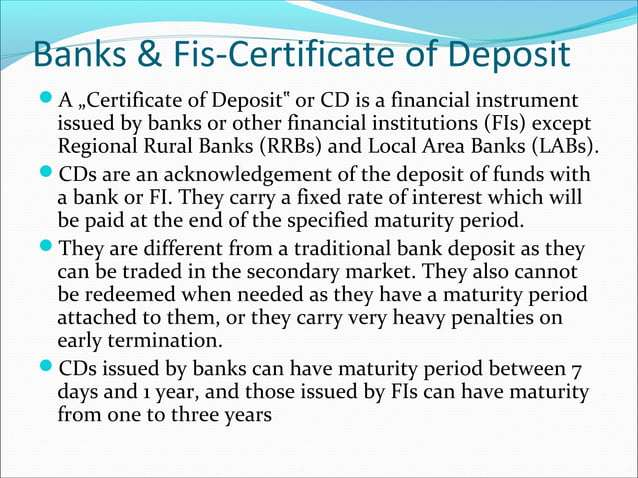 Banks & Fis-Certificate of Deposit
A „Certificate of Deposit‟ or CD is a financial instrument
issued by banks or other financial institutions (FIs) except
Regional Rural Banks (RRBs) and Local Area Banks (LABs).
CDs are an acknowledgement of the deposit of funds with
a bank or FI. They carry a fixed rate of interest which will
be paid at the end of the specified maturity period.
They are different from a traditional bank deposit as they
can be traded in the secondary market. They also cannot
be redeemed when needed as they have a maturity period
attached to them, or they carry very heavy penalties on
early termination.
CDs issued by banks can have maturity period between 7
days and 1 year, and those issued by FIs can have maturity
from one to three years